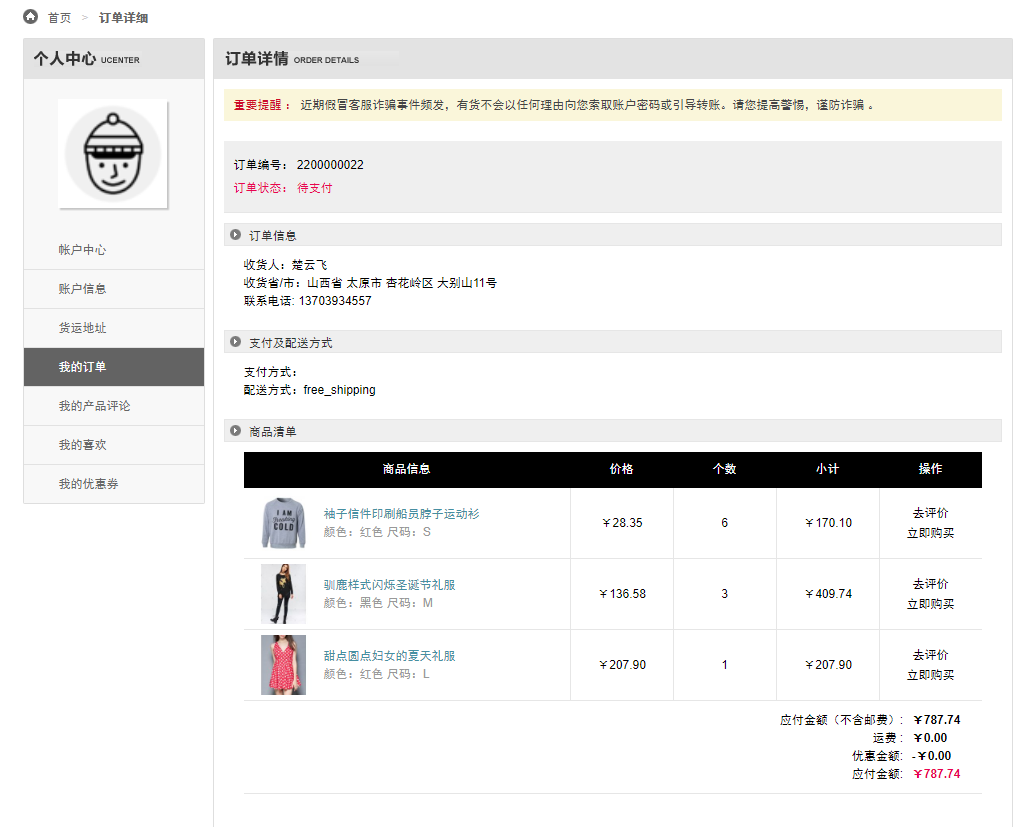 首页 > 订单详细
个人中心 UCENTER
帐户中心
账户信息
货运地址
我的订单
我的产品评论
我的喜欢
我的优惠券
订单详情 ORDER DETAILS
重要提醒： 近期假冒客服诈骗事件频发，有货不会以任何理由向您索取账户密码或引导转账。请您提高警惕，谨防诈骗 。
订单编号： 2200000022
订单状态： 待支付
订单信息
收货人：楚云飞
收货省/市：山西省 太原市 杏花岭区 大别山11号
联系电话: 13703934557
支付及配送方式
支付方式：
配送方式：free_shipping
商品清单
商品信息 价格 个数 小计 操作
I AM
Freaking
COLD
袖子信件印刷船员脖子运动衫
颜色：红色 尺码：S
￥28.35 6 ￥170.10
去评价
立即购买
驯鹿样式闪烁圣诞节礼服
颜色：黑色 尺码：M
￥136.58 3 ￥409.74
去评价
立即购买
甜点圆点妇女的夏天礼服
颜色：红色 尺码：L
￥207.90 1 ￥207.90
去评价
立即购买
应付金额（不含邮费）: ￥787.74
运费 : ￥0.00
优惠金额: -￥0.00
应付金额: ￥787.74